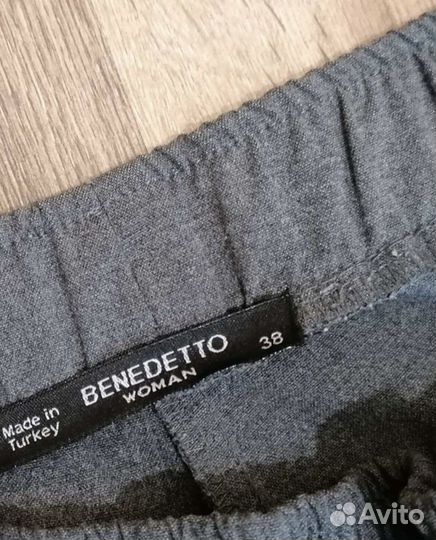 BENEDETTO
WOMAN
38
Made in
Turkey
Avito